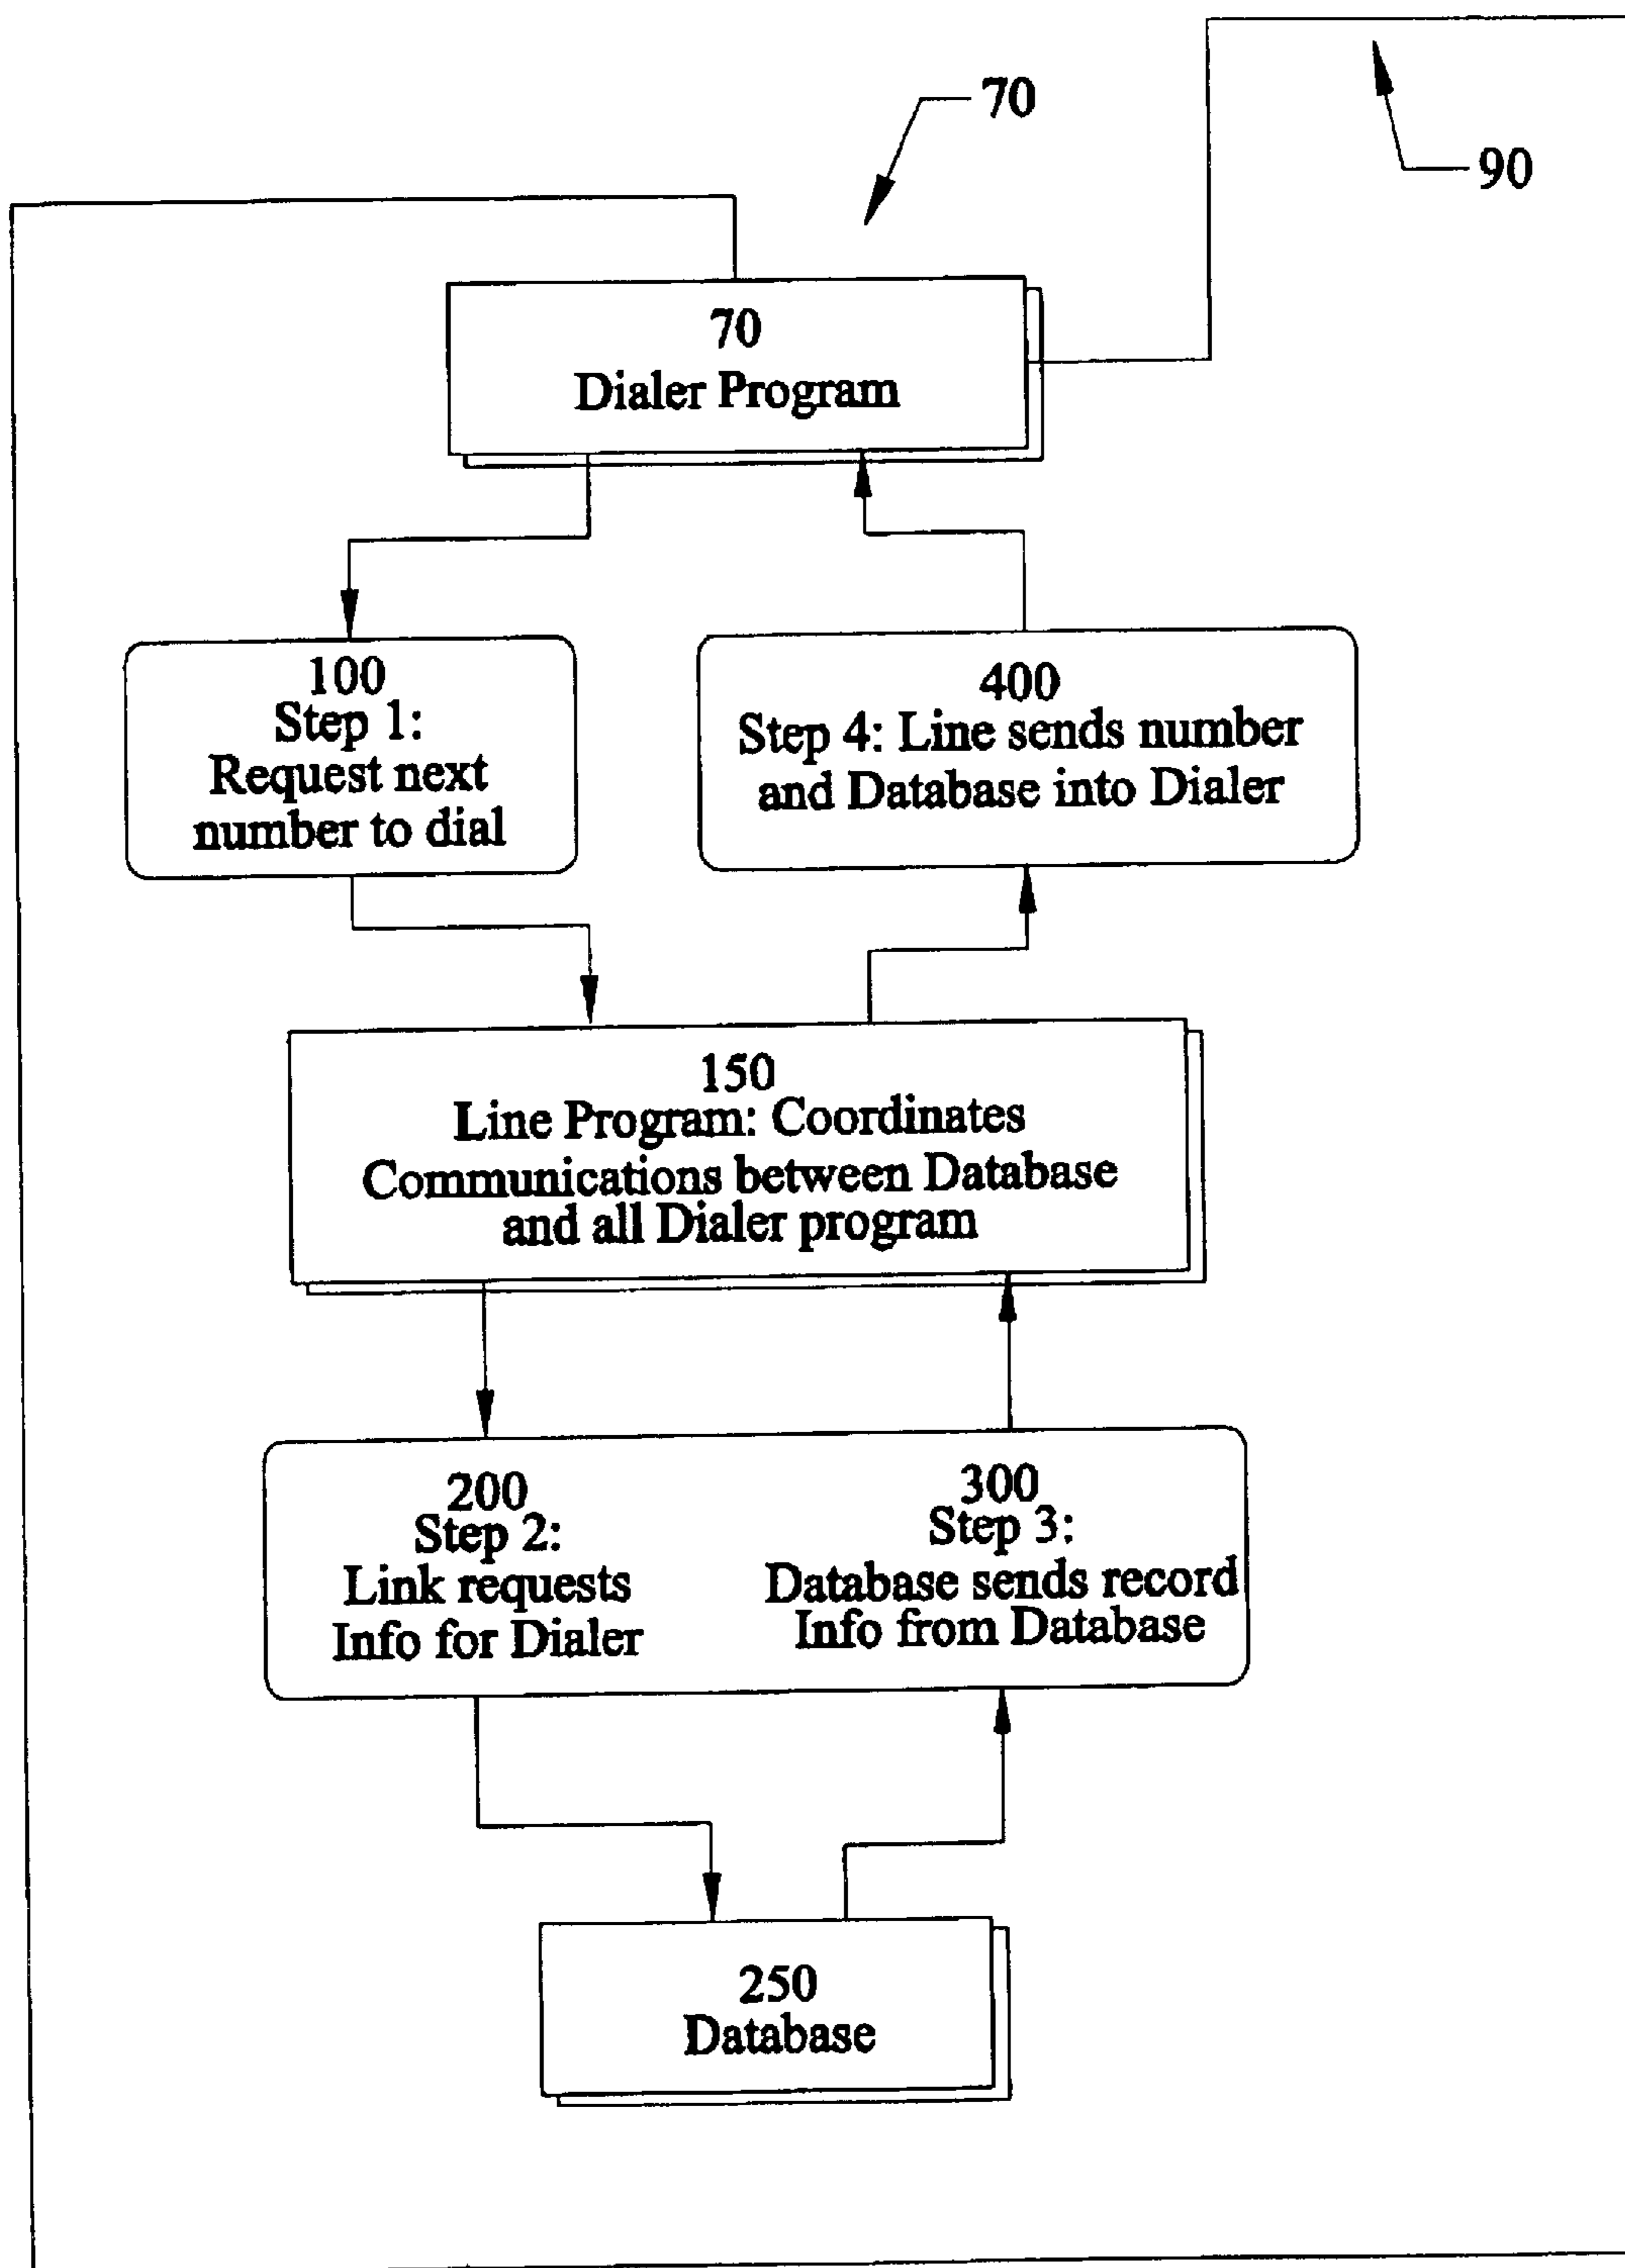 70
90
70
Dialer Program
100
Step 1:
Request next
number to dial
400
Step 4: Line sends number
and Database into Dialer
150
Line Program: Coordinates
Communications between Database
and all Dialer program
200
Step 2:
Link requests
Info for Dialer
300
Step 3:
Database sends record
Info from Database
250
Database